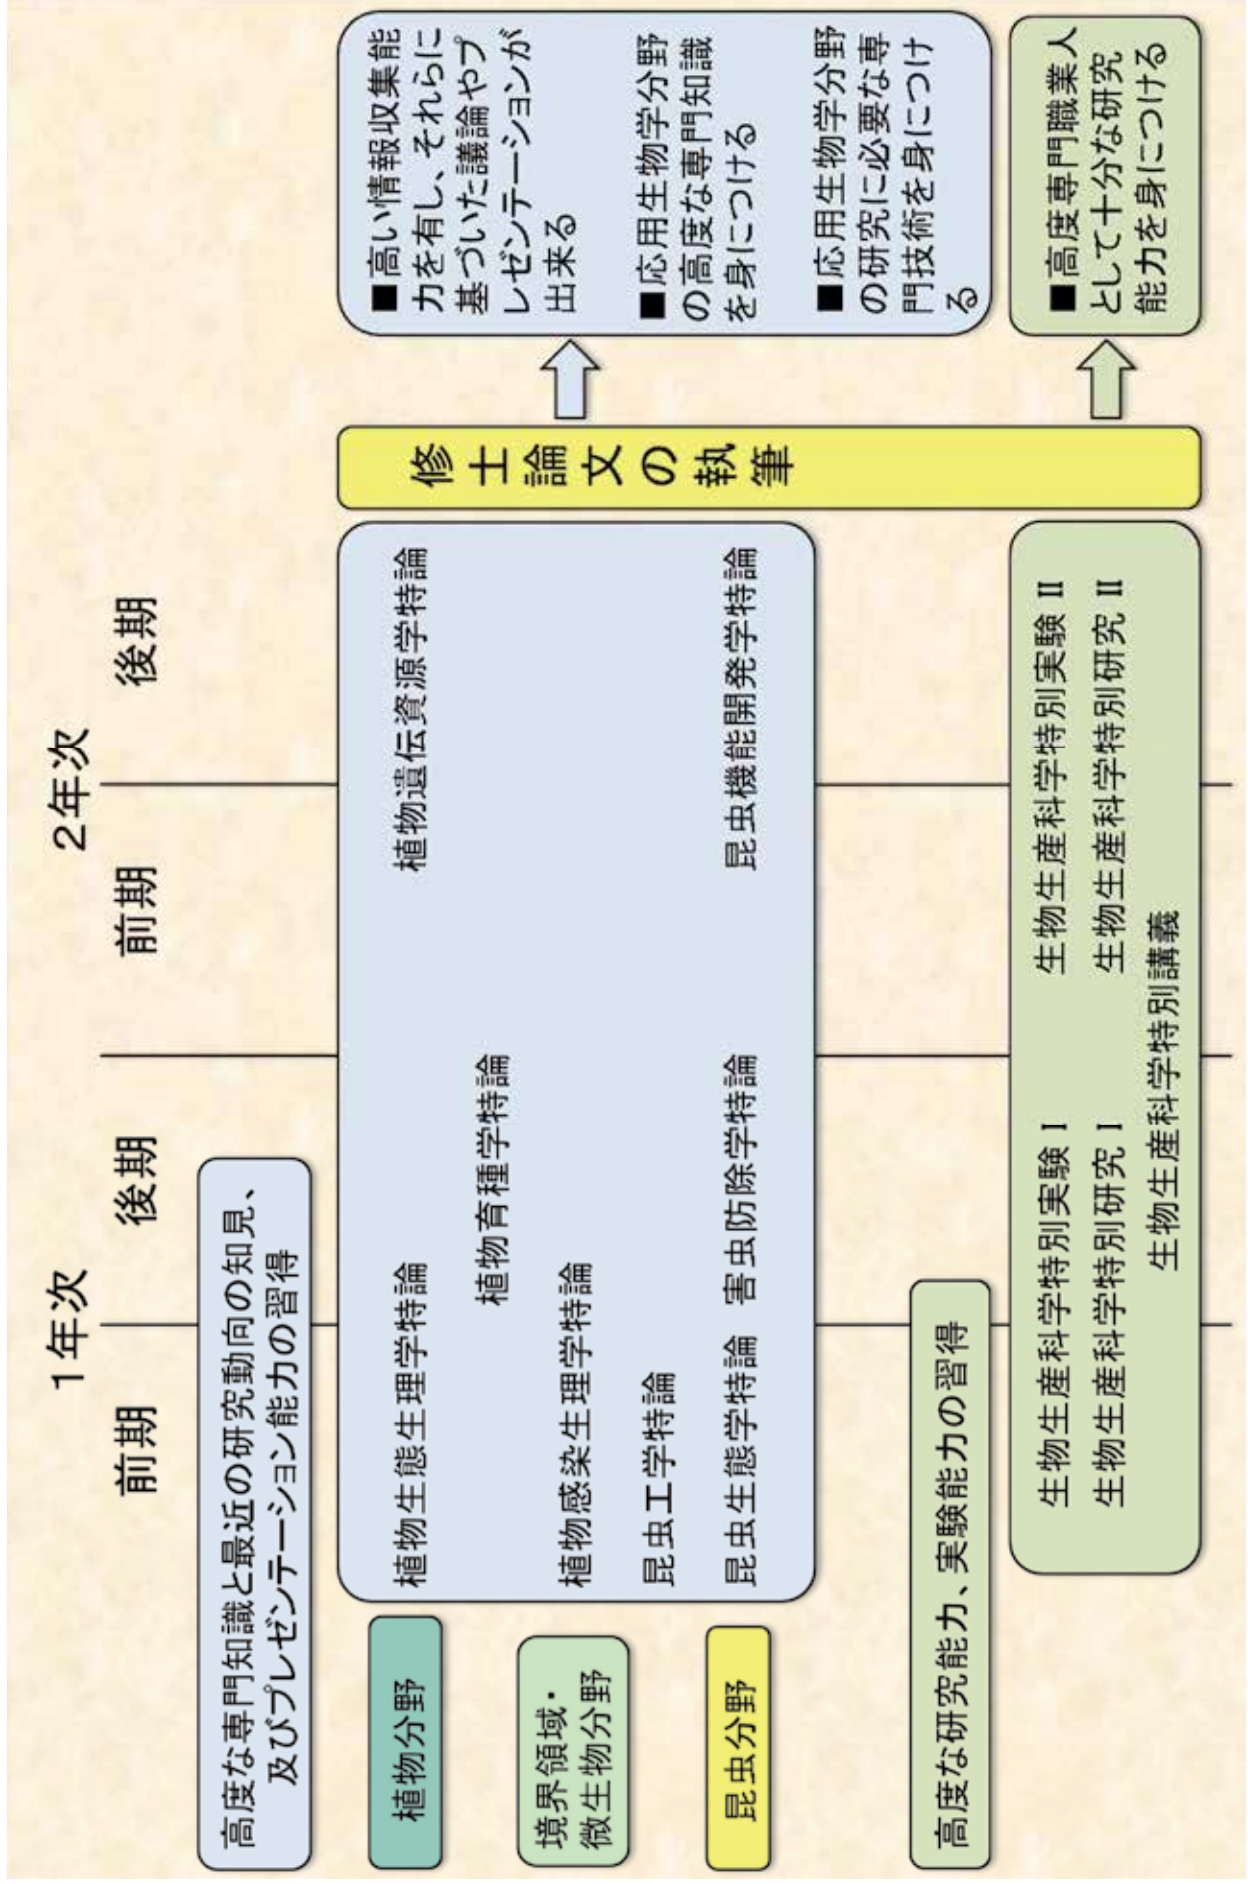 1年次
2年次
前期
後期
前期
後期
高度な専門知識と最近の研究動向の知見、
及びプレゼンテーション能力の習得
植物分野
植物生態生理学特論
植物遺伝資源学特論
植物育種学特論
境界領域・
微生物分野
植物感染生理学特論
昆虫工学特論
昆虫分野
昆虫生態学特論
害虫防除学特論
昆虫機能開発学特論
高度な研究能力、実験能力の習得
生物生産科学特別実験 I
生物生産科学特別実験 II
生物生産科学特別研究 I
生物生産科学特別研究 II
生物生産科学特別講義
修士論文の執筆
■高い情報収集能
力を有し、それらに
基づいた議論やプ
レゼンテーションが
出来る
■応用生物学分野
の高度な専門知識
を身につける
■応用生物学分野
の研究に必要な専
門技術を身につけ
る
■高度専門職業人
として十分な研究
能力を身につける